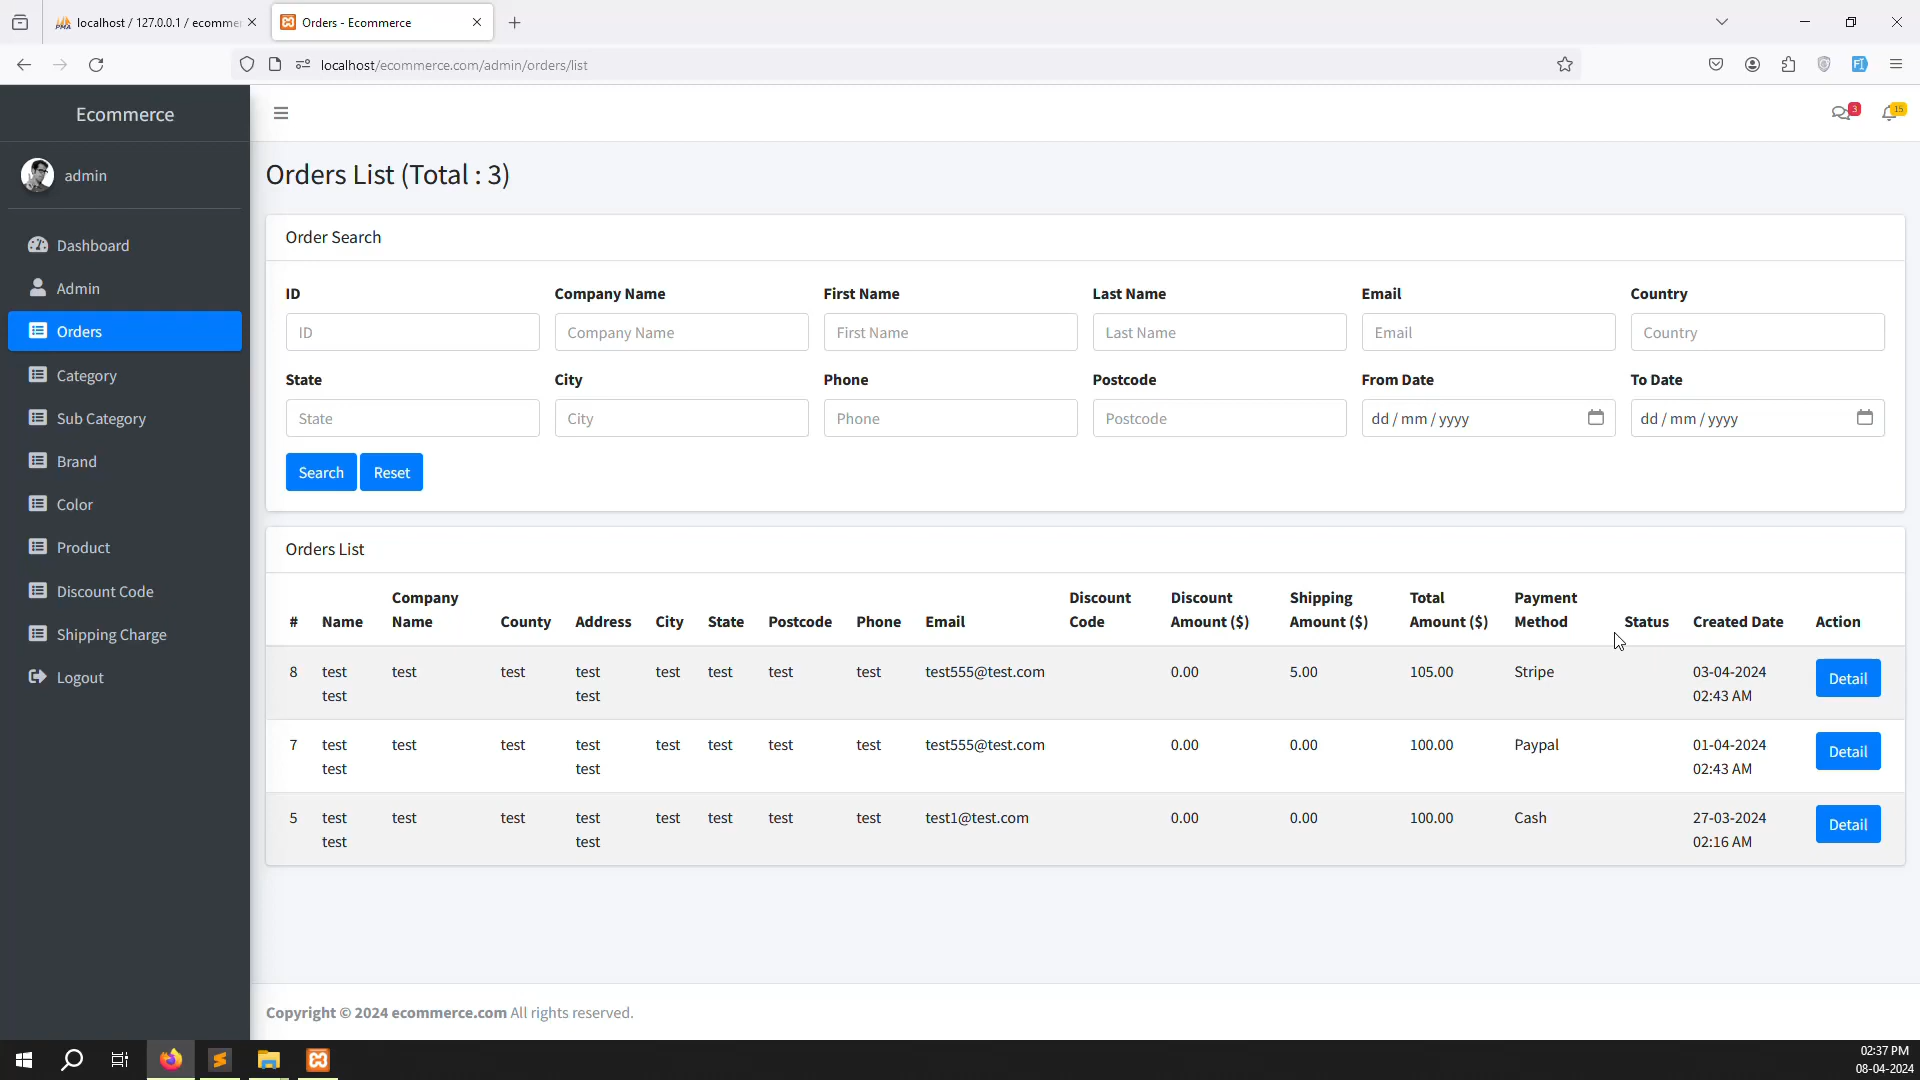 localhost / 127.0.0.1 / ecomme
Orders - Ecommerce
localhost/ecommerce.com/admin/orders/list
Ecommerce
3
15
admin
Orders List (Total : 3)
Dashboard
Admin
Orders
Category
Sub Category
Brand
Color
Product
Discount Code
Shipping Charge
Logout
Order Search
ID Company Name First Name Last Name Email Country
ID Company Name First Name Last Name Email Country
State City Phone Postcode From Date To Date
State City Phone Postcode dd / mm / yyyy dd / mm / yyyy
Search Reset
Orders List
# Name Company Name County Address City State Postcode Phone Email Discount Code Discount Amount ($) Shipping Amount ($) Total Amount ($) Payment Method Status Created Date Action
8 test test test test test test test test test test test555@test.com 0.00 5.00 105.00 Stripe 03-04-2024 02:43 AM Detail
7 test test test test test test test test test test test555@test.com 0.00 0.00 100.00 Paypal 01-04-2024 02:43 AM Detail
5 test test test test test test test test test test test1@test.com 0.00 0.00 100.00 Cash 27-03-2024 02:16 AM Detail
Copyright © 2024 ecommerce.com All rights reserved.
02:37 PM
08-04-2024